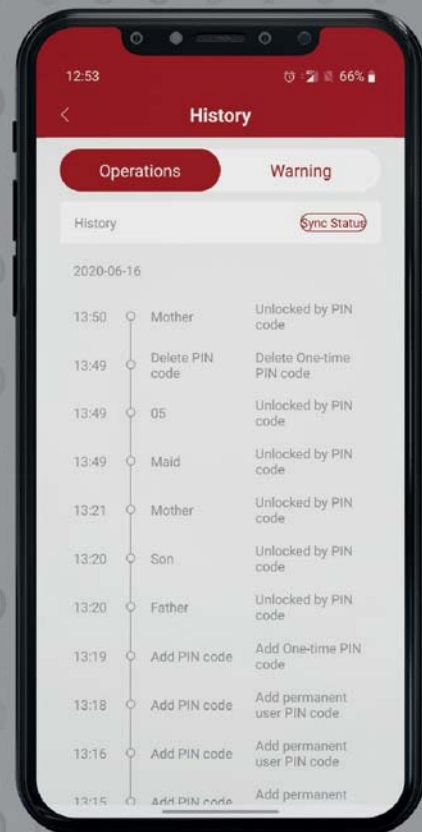 12:53
66%
History
Operations
Warning
History
Sync Status
2020-06-16
13:50 Mother Unlocked by PIN
code
13:49 Delete PIN Delete One-time
code PIN code
13:49 05 Unlocked by PIN
code
13:49 Maid Unlocked by PIN
code
13:21 Mother Unlocked by PIN
code
13:20 Son Unlocked by PIN
code
13:20 Father Unlocked by PIN
code
13:19 Add PIN code Add One-time PIN
code
13:18 Add PIN code Add permanent
user PIN code
13:16 Add PIN code Add permanent
user PIN code
13:15 Add PIN code Add permanent